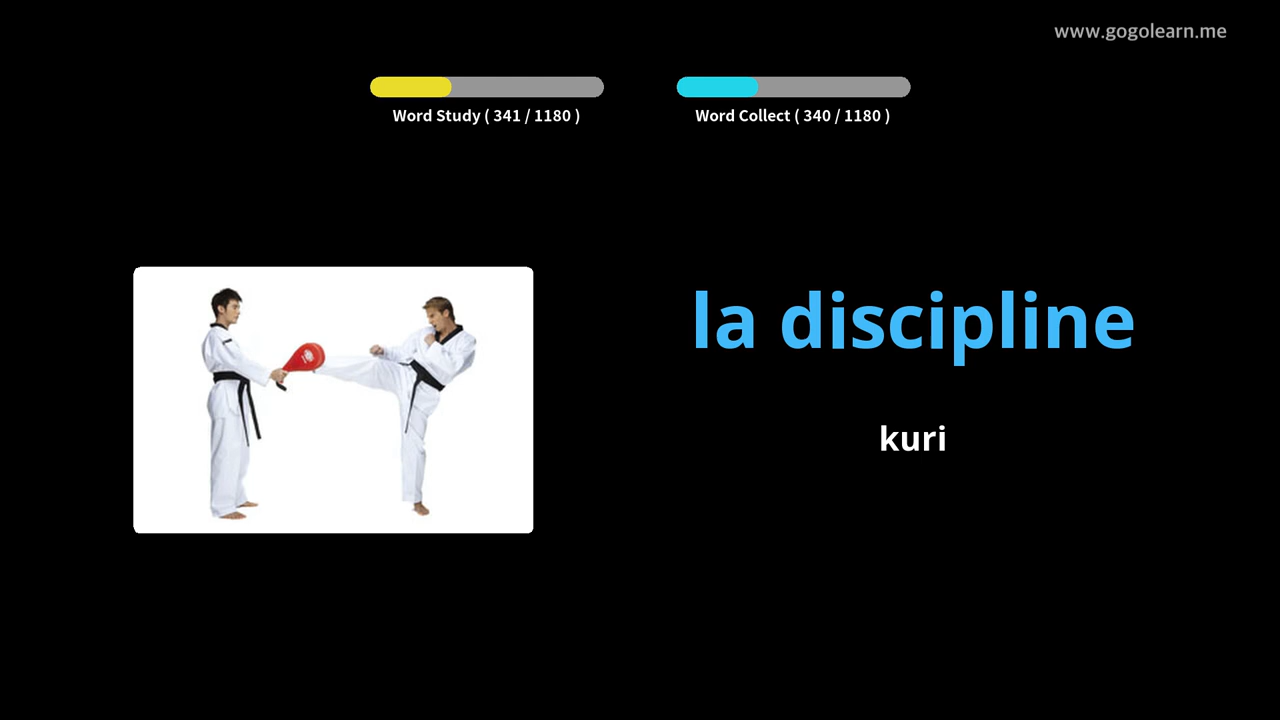 www.gogolearn.me
Word Study ( 341 / 1180 )
Word Collect ( 340 / 1180 )
la discipline
kuri